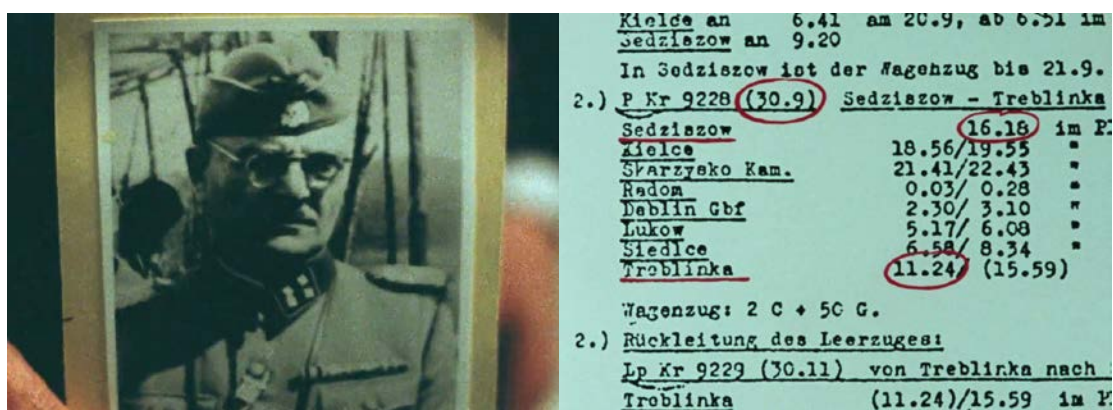 Kielce an 6.41 am 20.9, ab 6.51 im
Sedziszow an 9.20
In Sedziszow ist der Wagenzug bis 21.9.
2.) P Kr 9228 (30.9) Sedziszow - Treblinka
Sedziszow 16.18 im Pl
Kielce 18.56/19.55 "
Skarzysko Kam. 21.41/22.43 "
Radom 0.03/ 0.28 "
Deblin Gbf 2.30/ 3.10 "
Lukow 5.17/ 6.08 "
Siedlce 6.58/ 8.34 "
Treblinka 11.24/ (15.59)
Wagenzug: 2 C + 50 G.
2.) Rückleitung des Leerzuges:
Lp Kr 9229 (30.11) von Treblinka nach
Treblinka (11.24)/15.59 im Pl